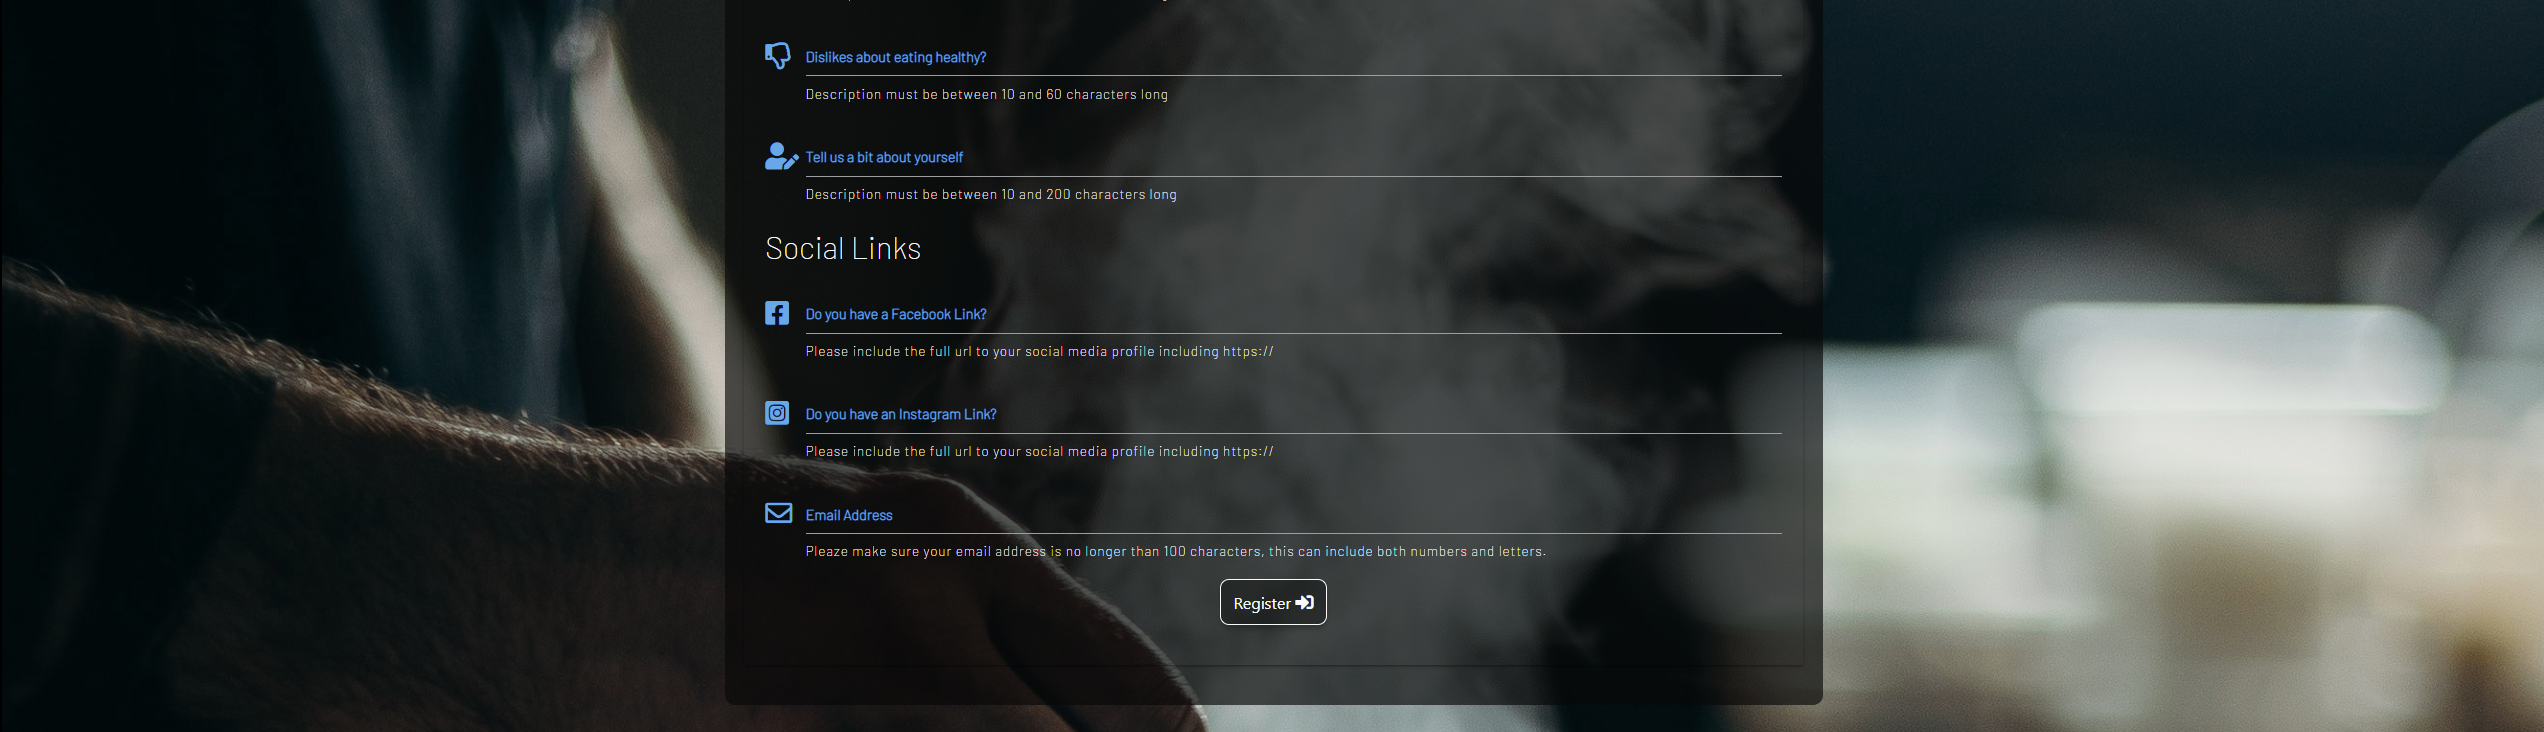 Dislikes about eating healthy?
Description must be between 10 and 60 characters long
Tell us a bit about yourself
Description must be between 10 and 200 characters long
Social Links
Do you have a Facebook Link?
Please include the full url to your social media profile including https://
Do you have an Instagram Link?
Please include the full url to your social media profile including https://
Email Address
Pleaze make sure your email address is no longer than 100 characters, this can include both numbers and letters.
Register